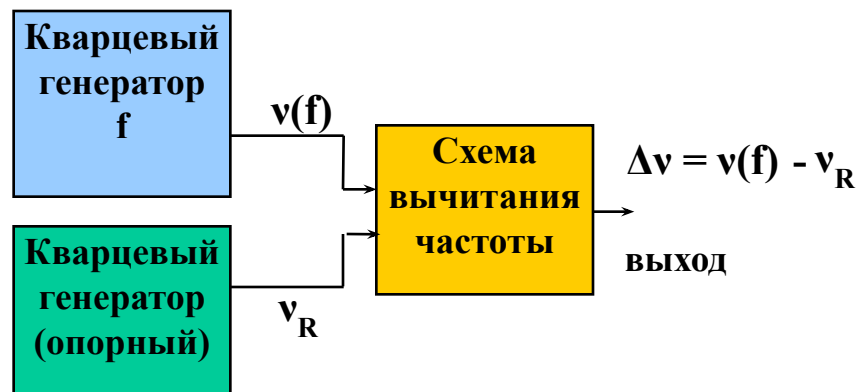 Кварцевый
генератор
f
ν(f)
Схема
вычитания
частоты
Δν = ν(f) - νR
выход
Кварцевый
генератор
(опорный)
νR